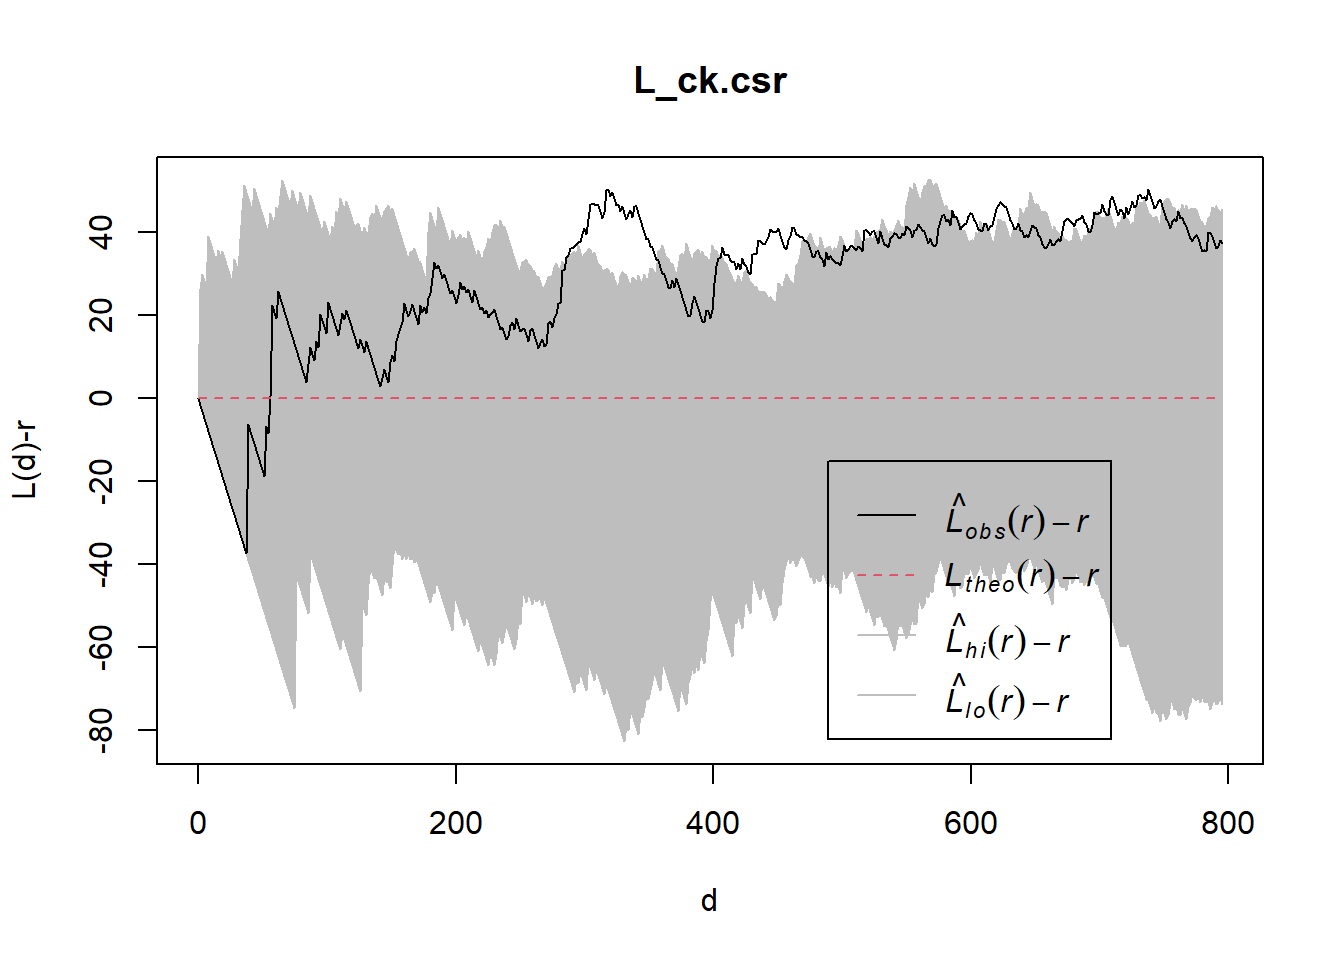 L_ck.csr
L(d)-r
40
20
0
-20
-40
-60
-80
L̂obs(r) − r
Ltheo(r) − r
L̂hi(r) − r
L̂lo(r) − r
0 200 400 600 800
d